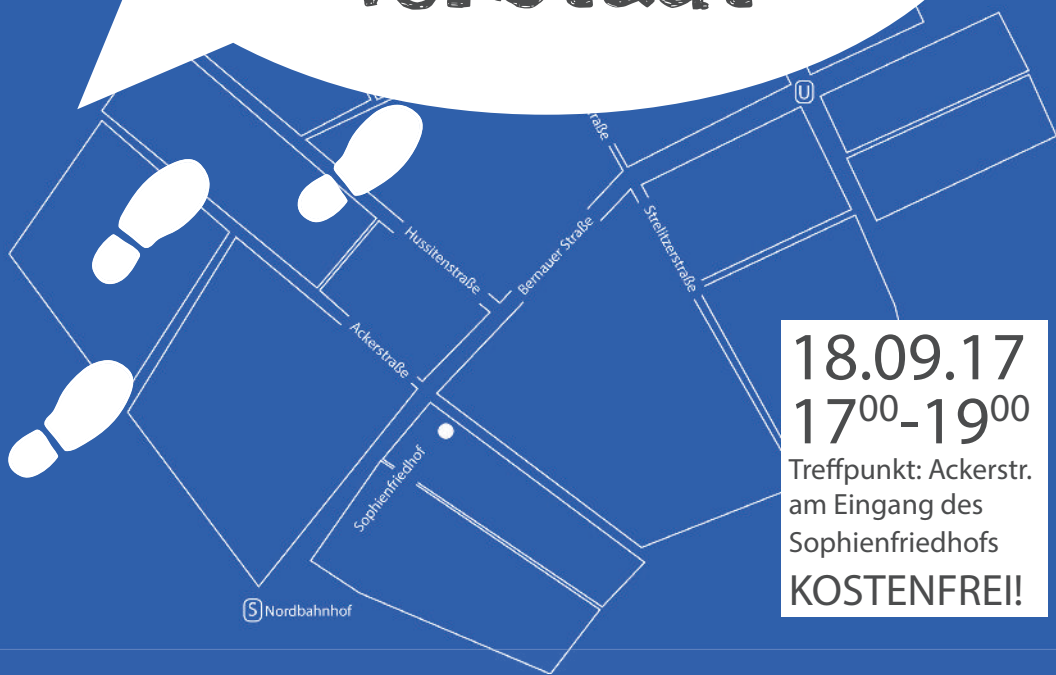 U
raße
Strelitzerstraße
Bernauer Straße
Hussitenstraße
Ackerstraße
Sophienfriedhof
S Nordbahnhof
18.09.17
17⁰⁰-19⁰⁰
Treffpunkt: Ackerstr.
am Eingang des
Sophienfriedhofs
KOSTENFREI!